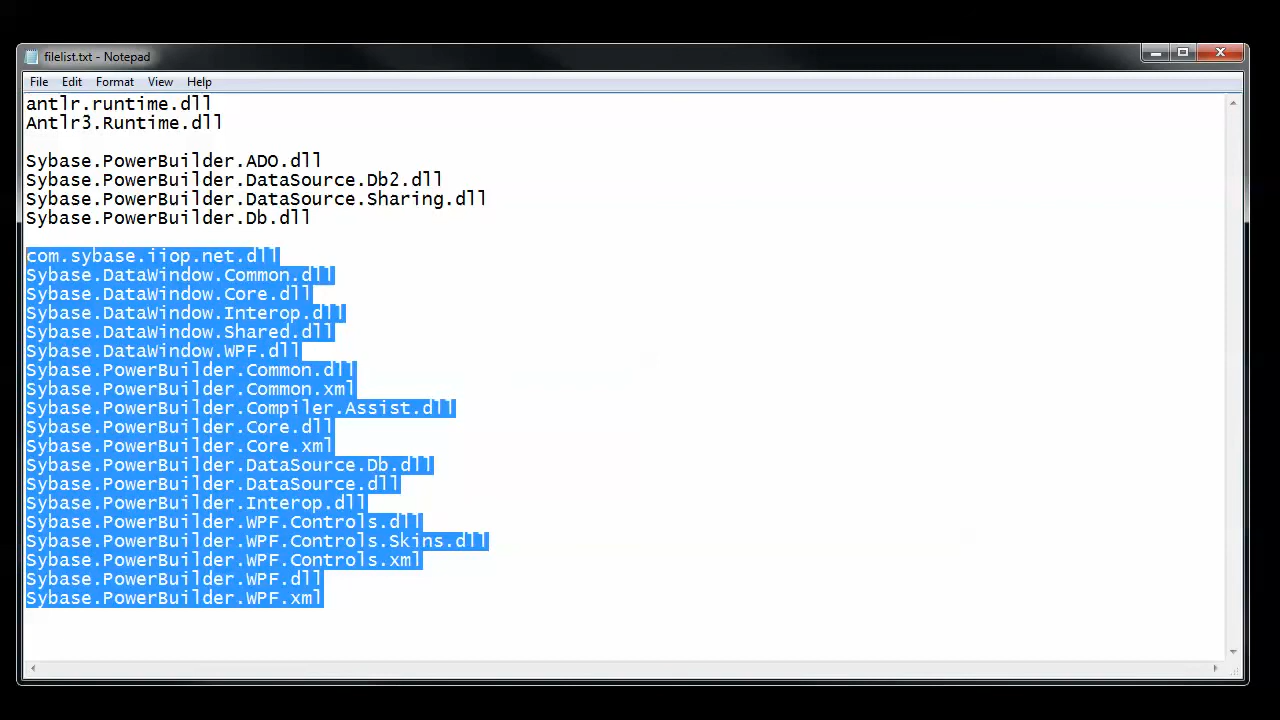 filelist.txt - Notepad
File Edit Format View Help
antlr.runtime.dll
Antlr3.Runtime.dll
Sybase.PowerBuilder.ADO.dll
Sybase.PowerBuilder.DataSource.Db2.dll
Sybase.PowerBuilder.DataSource.Sharing.dll
Sybase.PowerBuilder.Db.dll
com.sybase.iiop.net.dll
Sybase.DataWindow.Common.dll
Sybase.DataWindow.Core.dll
Sybase.DataWindow.Interop.dll
Sybase.DataWindow.Shared.dll
Sybase.DataWindow.WPF.dll
Sybase.PowerBuilder.Common.dll
Sybase.PowerBuilder.Common.xml
Sybase.PowerBuilder.Compiler.Assist.dll
Sybase.PowerBuilder.Core.dll
Sybase.PowerBuilder.Core.xml
Sybase.PowerBuilder.DataSource.Db.dll
Sybase.PowerBuilder.DataSource.dll
Sybase.PowerBuilder.Interop.dll
Sybase.PowerBuilder.WPF.Controls.dll
Sybase.PowerBuilder.WPF.Controls.Skins.dll
Sybase.PowerBuilder.WPF.Controls.xml
Sybase.PowerBuilder.WPF.dll
Sybase.PowerBuilder.WPF.xml